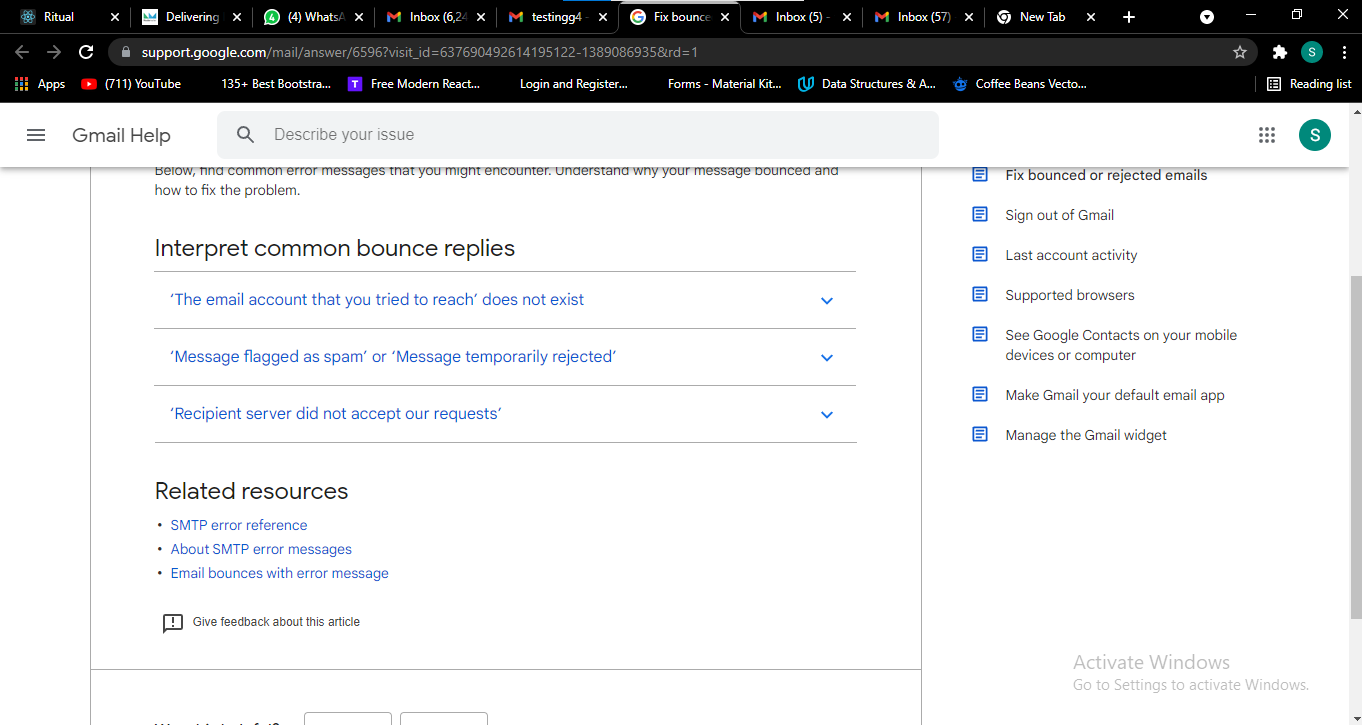 Ritual
Delivering
(4) WhatsA
Inbox (6,24
testingg4 -
Fix bounce
Inbox (5) -
Inbox (57)
New Tab
support.google.com/mail/answer/6596?visit_id=637690492614195122-1389086935&rd=1
S
Apps
(711) YouTube
135+ Best Bootstra...
T
Free Modern React...
Login and Register...
Forms - Material Kit...
Data Structures & A...
Coffee Beans Vecto...
Reading list
Gmail Help
Describe your issue
S
Below, find common error messages that you might encounter. Understand why your message bounced and
how to fix the problem.
Interpret common bounce replies
‘The email account that you tried to reach’ does not exist
‘Message flagged as spam’ or ‘Message temporarily rejected’
‘Recipient server did not accept our requests’
Related resources
• SMTP error reference
• About SMTP error messages
• Email bounces with error message
Give feedback about this article
Fix bounced or rejected emails
Sign out of Gmail
Last account activity
Supported browsers
See Google Contacts on your mobile
devices or computer
Make Gmail your default email app
Manage the Gmail widget
Activate Windows
Go to Settings to activate Windows.